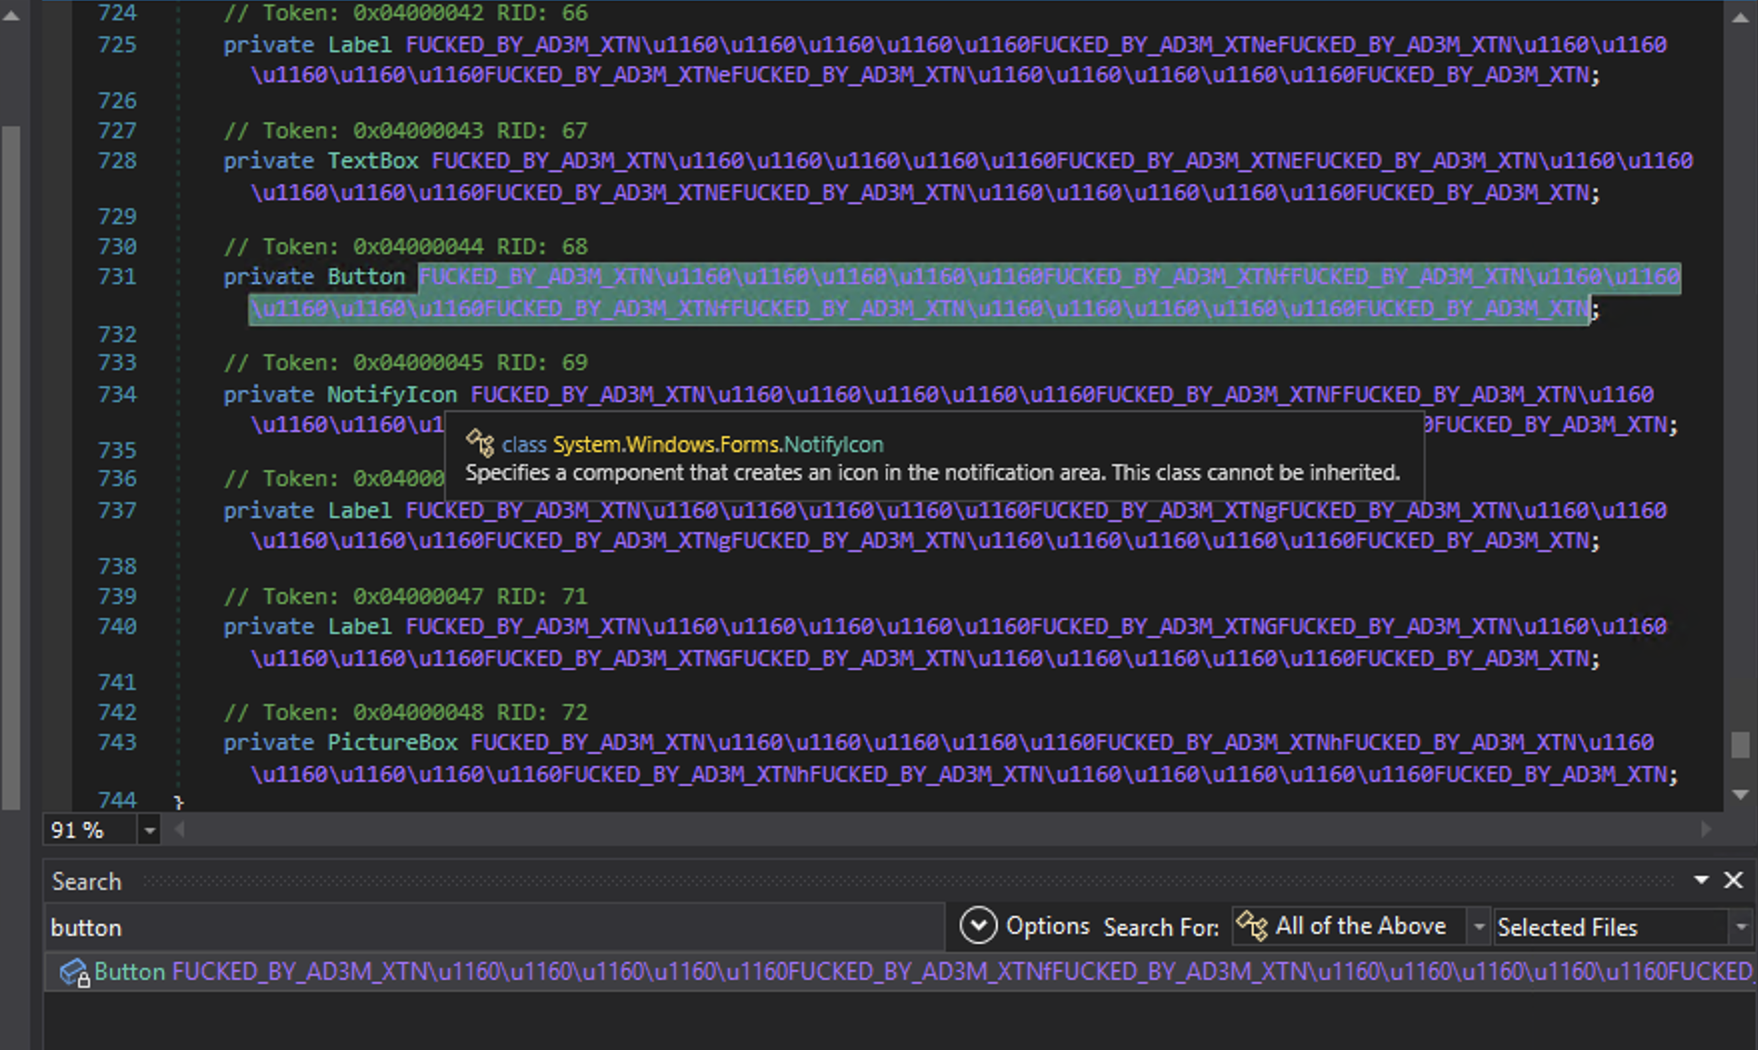 724 // Token: 0x04000042 RID: 66
725 private Label FUCKED_BY_AD3M_XTN\u1160\u1160\u1160\u1160\u1160FUCKED_BY_AD3M_XTNeFUCKED_BY_AD3M_XTN\u1160\u1160
\u1160\u1160\u1160FUCKED_BY_AD3M_XTNeFUCKED_BY_AD3M_XTN\u1160\u1160\u1160\u1160\u1160FUCKED_BY_AD3M_XTN;
726
727 // Token: 0x04000043 RID: 67
728 private TextBox FUCKED_BY_AD3M_XTN\u1160\u1160\u1160\u1160\u1160FUCKED_BY_AD3M_XTNEFUCKED_BY_AD3M_XTN\u1160\u1160
\u1160\u1160\u1160FUCKED_BY_AD3M_XTNEFUCKED_BY_AD3M_XTN\u1160\u1160\u1160\u1160\u1160FUCKED_BY_AD3M_XTN;
729
730 // Token: 0x04000044 RID: 68
731 private Button FUCKED_BY_AD3M_XTN\u1160\u1160\u1160\u1160\u1160FUCKED_BY_AD3M_XTNfFUCKED_BY_AD3M_XTN\u1160\u1160
\u1160\u1160\u1160FUCKED_BY_AD3M_XTNfFUCKED_BY_AD3M_XTN\u1160\u1160\u1160\u1160\u1160FUCKED_BY_AD3M_XTN;
732
733 // Token: 0x04000045 RID: 69
734 private NotifyIcon FUCKED_BY_AD3M_XTN\u1160\u1160\u1160\u1160\u1160FUCKED_BY_AD3M_XTNFFUCKED_BY_AD3M_XTN\u1160
\u1160\u1160\u1 0FUCKED_BY_AD3M_XTN;
class System.Windows.Forms.NotifyIcon
Specifies a component that creates an icon in the notification area. This class cannot be inherited.
735
736 // Token: 0x04000
737 private Label FUCKED_BY_AD3M_XTN\u1160\u1160\u1160\u1160\u1160FUCKED_BY_AD3M_XTNgFUCKED_BY_AD3M_XTN\u1160\u1160
\u1160\u1160\u1160FUCKED_BY_AD3M_XTNgFUCKED_BY_AD3M_XTN\u1160\u1160\u1160\u1160\u1160FUCKED_BY_AD3M_XTN;
738
739 // Token: 0x04000047 RID: 71
740 private Label FUCKED_BY_AD3M_XTN\u1160\u1160\u1160\u1160\u1160FUCKED_BY_AD3M_XTNGFUCKED_BY_AD3M_XTN\u1160\u1160
\u1160\u1160\u1160FUCKED_BY_AD3M_XTNGFUCKED_BY_AD3M_XTN\u1160\u1160\u1160\u1160\u1160FUCKED_BY_AD3M_XTN;
741
742 // Token: 0x04000048 RID: 72
743 private PictureBox FUCKED_BY_AD3M_XTN\u1160\u1160\u1160\u1160\u1160FUCKED_BY_AD3M_XTNhFUCKED_BY_AD3M_XTN\u1160
\u1160\u1160\u1160\u1160FUCKED_BY_AD3M_XTNhFUCKED_BY_AD3M_XTN\u1160\u1160\u1160\u1160\u1160FUCKED_BY_AD3M_XTN;
744 }
91 %
Search
button Options Search For: All of the Above Selected Files
Button FUCKED_BY_AD3M_XTN\u1160\u1160\u1160\u1160\u1160FUCKED_BY_AD3M_XTNfFUCKED_BY_AD3M_XTN\u1160\u1160\u1160\u1160\u1160FUCKED_